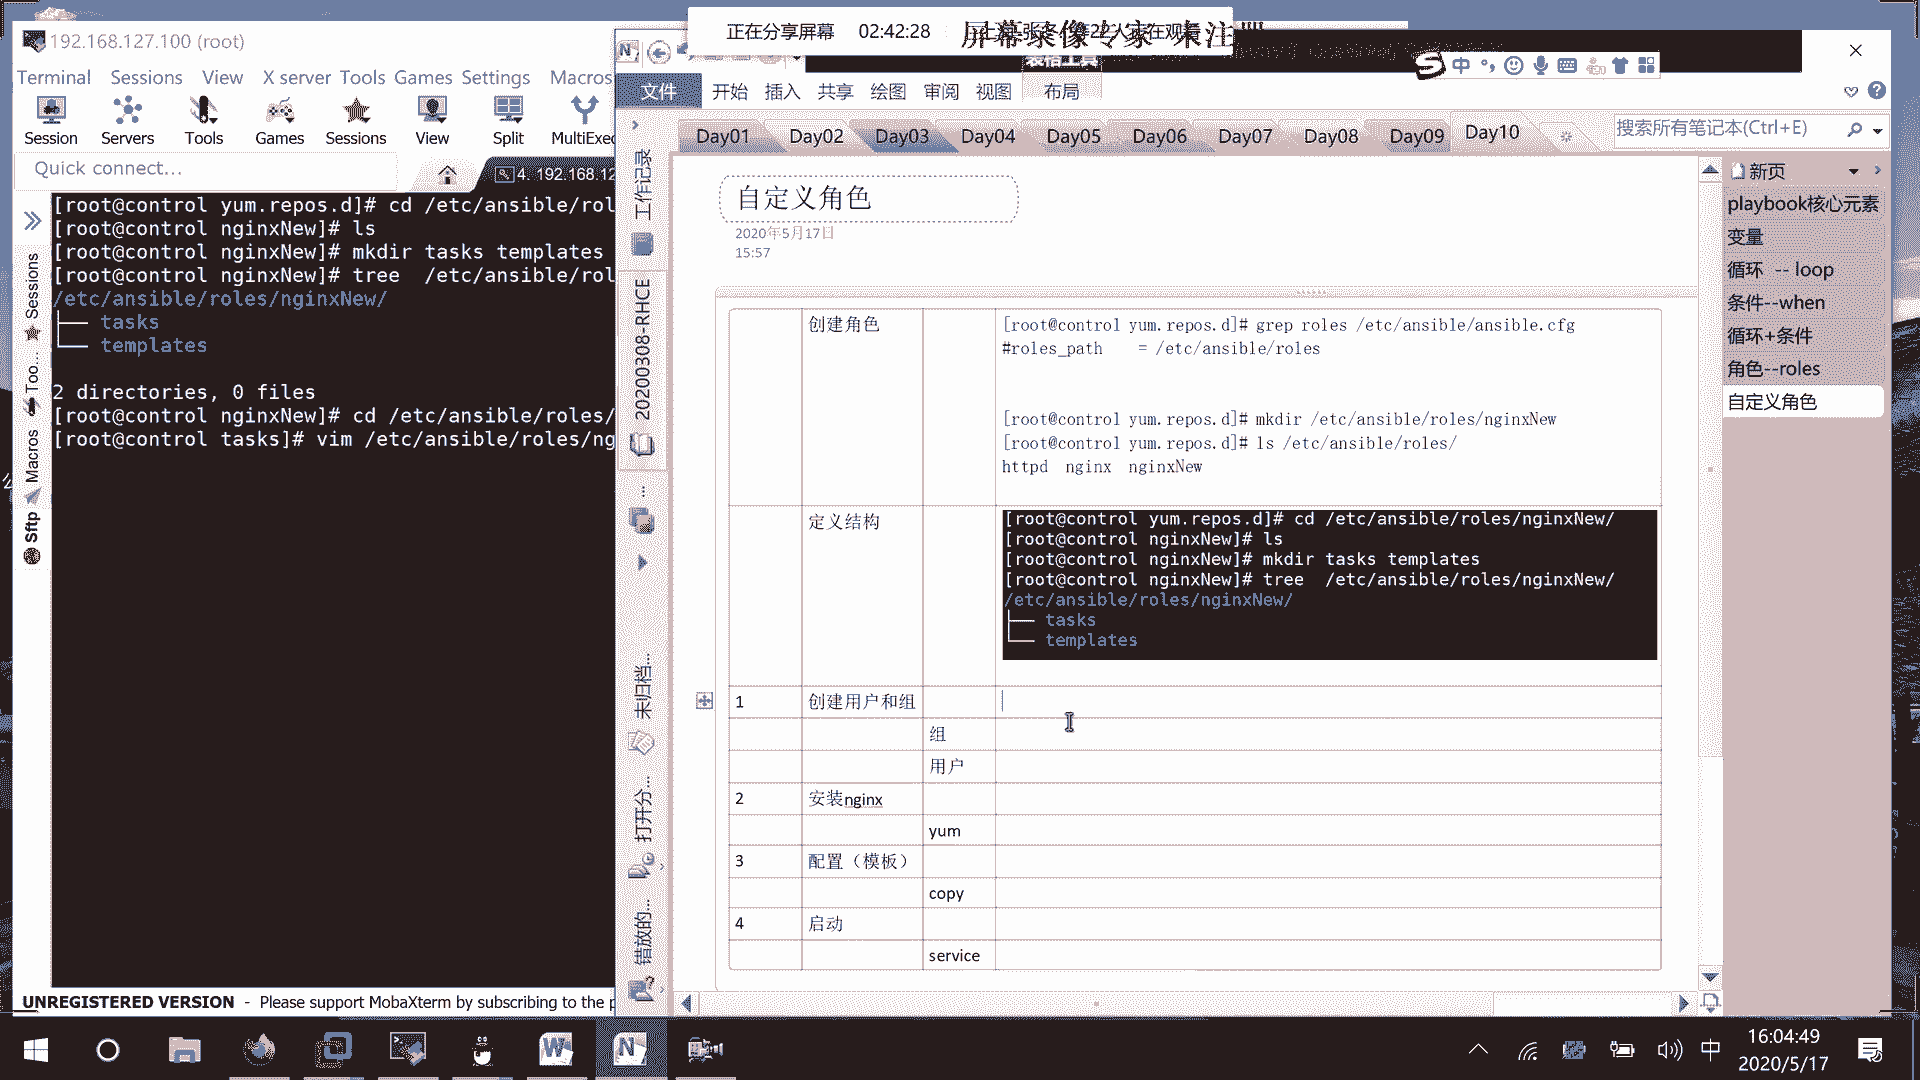 正在分享屏幕 02:42:28
屏幕录像专家 未注
192.168.127.100 (root)
Terminal Sessions View X server Tools Games Settings Macros
Session Servers Tools Games Sessions View Split MultiExec
Quick connect...
4. 192.168.12
[root@control yum.repos.d]# cd /etc/ansible/rol
[root@control nginxNew]# ls
[root@control nginxNew]# mkdir tasks templates
[root@control nginxNew]# tree  /etc/ansible/rol
/etc/ansible/roles/nginxNew/
├── tasks
└── templates
2 directories, 0 files
[root@control nginxNew]# cd /etc/ansible/roles/
[root@control tasks]# vim /etc/ansible/roles/ng
Sessions
Too...
Macros
Sftp
UNREGISTERED VERSION - Please support MobaXterm by subscribing to the p
表格工具
中
文件 开始 插入 共享 绘图 审阅 视图 布局
Day01 Day02 Day03 Day04 Day05 Day06 Day07 Day08 Day09 Day10
搜索所有笔记本(Ctrl+E)
工作记录
20200308-RHCE
...
未归档...
打开分...
错放的...
自定义角色
2020年5月17日
15:57
创建角色
[root@control yum.repos.d]# grep roles /etc/ansible/ansible.cfg
#roles_path    = /etc/ansible/roles
[root@control yum.repos.d]# mkdir /etc/ansible/roles/nginxNew
[root@control yum.repos.d]# ls /etc/ansible/roles/
httpd  nginx  nginxNew
定义结构
[root@control yum.repos.d]# cd /etc/ansible/roles/nginxNew/
[root@control nginxNew]# ls
[root@control nginxNew]# mkdir tasks templates
[root@control nginxNew]# tree  /etc/ansible/roles/nginxNew/
/etc/ansible/roles/nginxNew/
├── tasks
└── templates
1 创建用户和组
组
用户
2 安装nginx
yum
3 配置（模板）
copy
4 启动
service
新页
playbook核心元素
变量
循环 -- loop
条件--when
循环+条件
角色--roles
自定义角色
中
16:04:49
2020/5/17